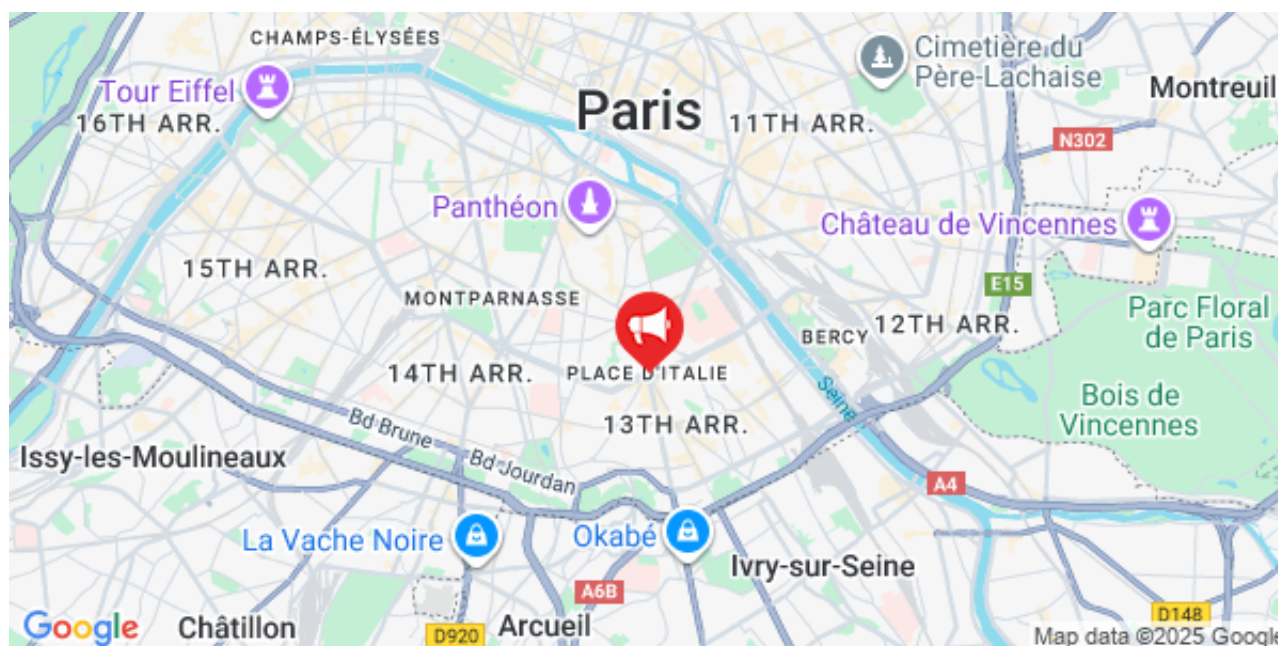 CHAMPS-ÉLYSÉES
Cimetière du
Père-Lachaise
Tour Eiffel
Montreuil
16TH ARR.
Paris
11TH ARR.
N302
Panthéon
Château de Vincennes
15TH ARR.
E15
MONTPARNASSE
Parc Floral
de Paris
BERCY
12TH ARR.
14TH ARR.
PLACE D'ITALIE
Seine
Bois de
Vincennes
13TH ARR.
Bd Brune
Issy-les-Moulineaux
Bd Jourdan
A4
La Vache Noire
Okabé
Ivry-sur-Seine
A6B
Google
Châtillon
D920
Arcueil
D148
Map data ©2025 Google